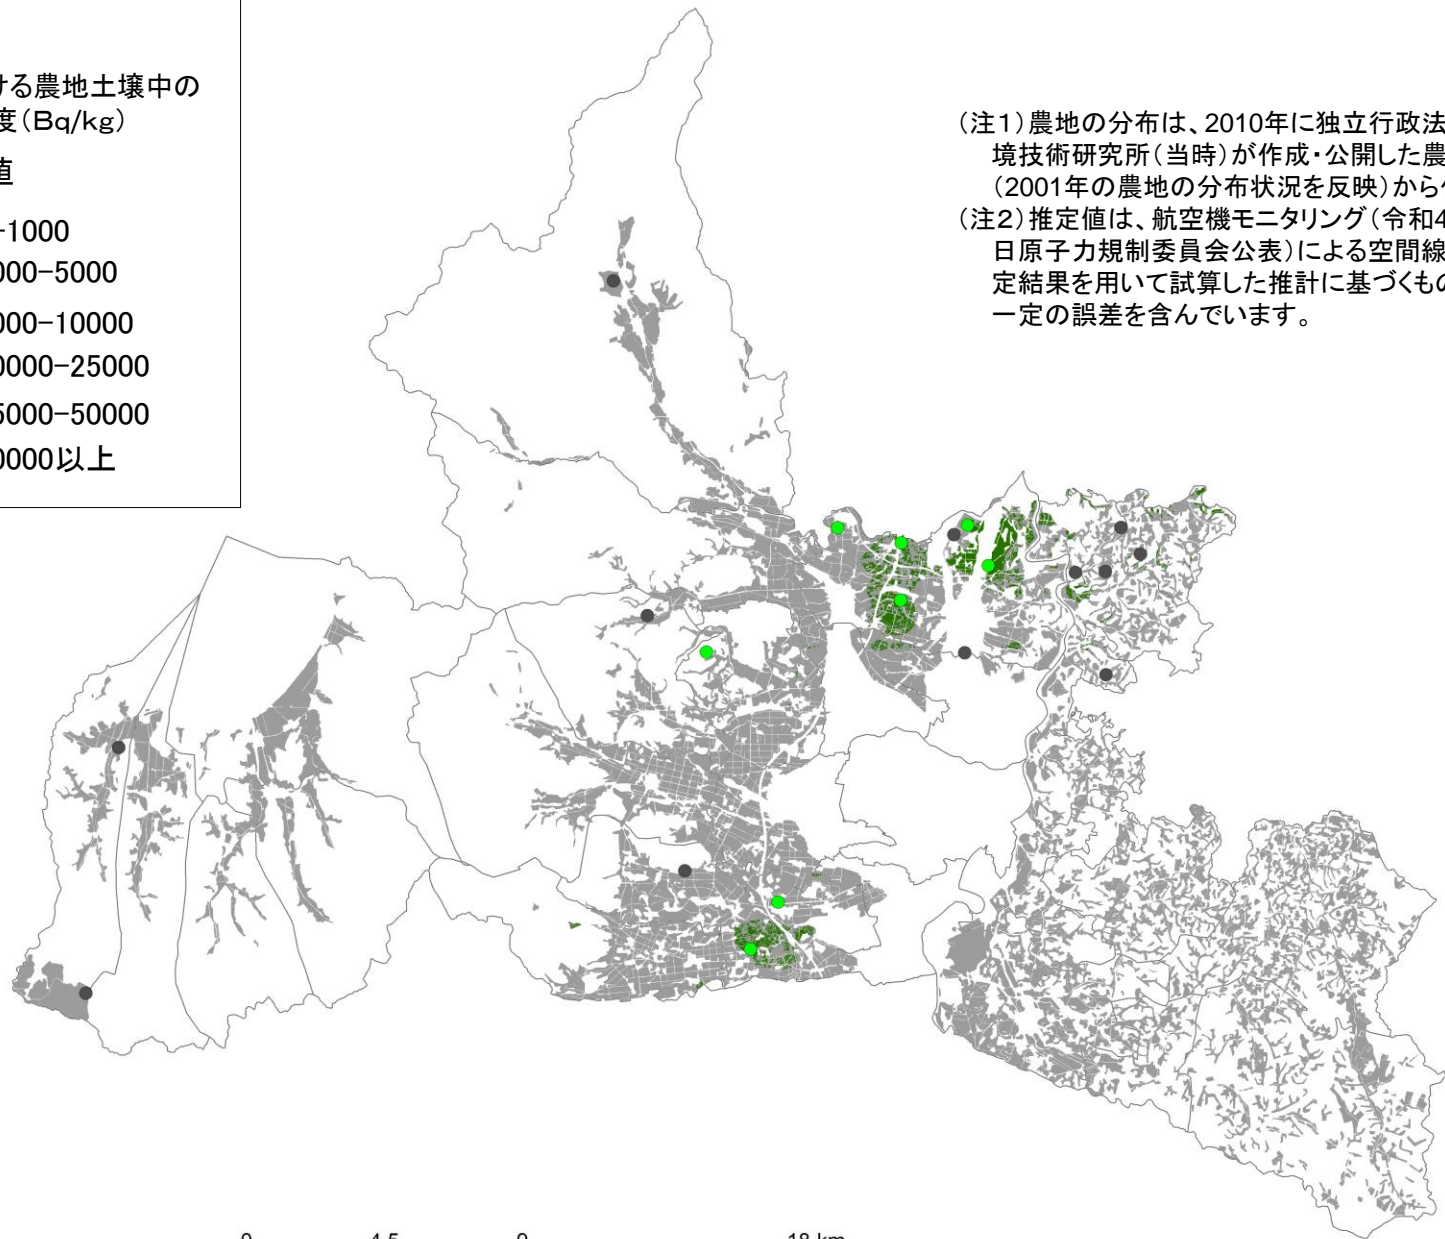 ける農地土壌中の
度(Bq/kg)
値
-1000
000-5000
000-10000
0000-25000
5000-50000
0000以上
(注1)農地の分布は、2010年に独立行政法
境技術研究所(当時)が作成・公開した農
(2001年の農地の分布状況を反映)から
(注2)推定値は、航空機モニタリング(令和4
日原子力規制委員会公表)による空間線
定結果を用いて試算した推計に基づくもの
一定の誤差を含んでいます。
0 4.5 9 18 km